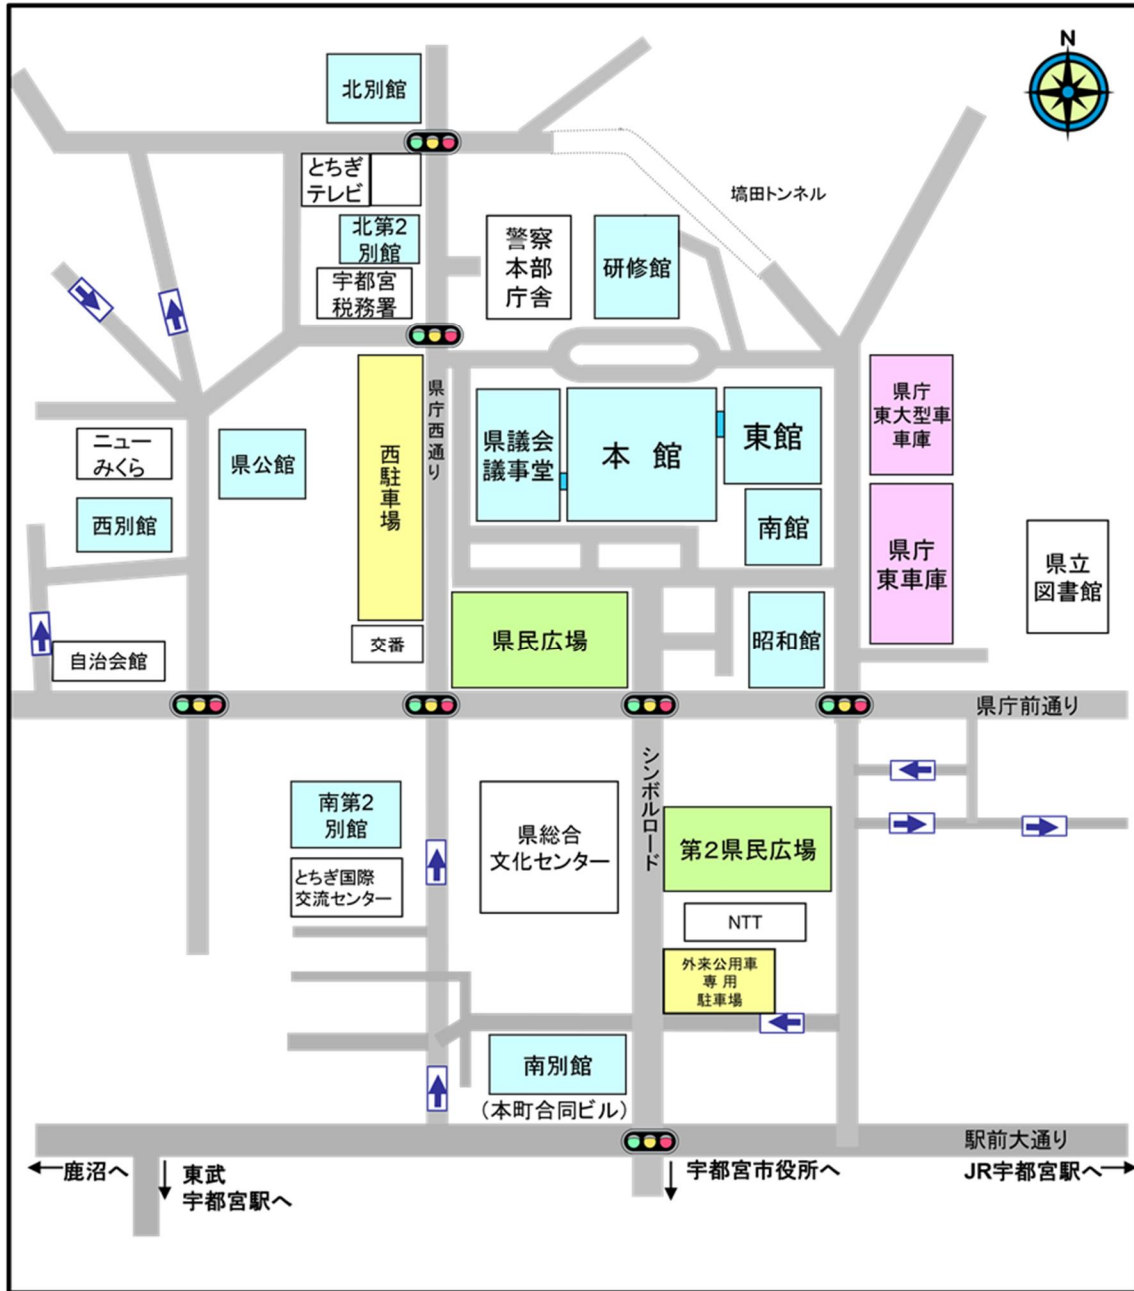 N
北別館
とちぎ
テレビ
塙田トンネル
北第2
別館
警察
本部
庁舎
研修館
宇都宮
税務署
県庁西通り
県庁
東大型車
車庫
ニュー
みくら
県公館
西駐車場
県議会
議事堂
本 館
東館
西別館
南館
県庁
東車庫
県立
図書館
自治会館
交番
県民広場
昭和館
県庁前通り
シンボルロード
南第2
別館
県総合
文化センター
第2県民広場
とちぎ国際
交流センター
NTT
外来公用車
専 用
駐車場
南別館
(本町合同ビル)
駅前大通り
鹿沼へ
東武
宇都宮駅へ
宇都宮市役所へ
JR宇都宮駅へ